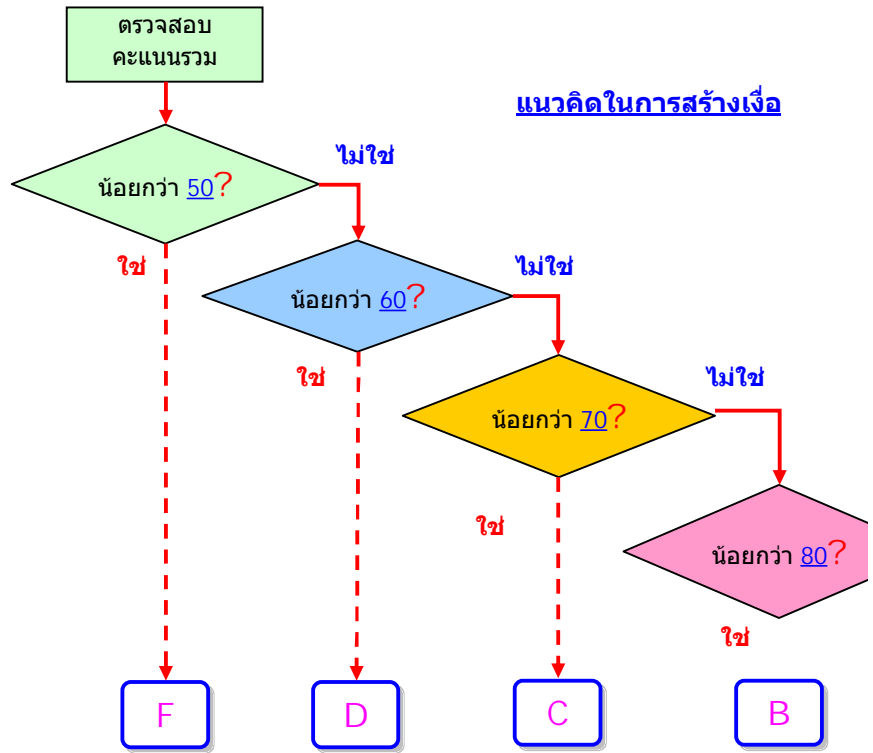 ตรวจสอบ
คะแนนรวม
แนวคิดในการสร้างเงื่อ
น้อยกว่า 50?
ไม่ใช่
ใช่
น้อยกว่า 60?
ไม่ใช่
ใช่
น้อยกว่า 70?
ไม่ใช่
ใช่
น้อยกว่า 80?
ใช่
F
D
C
B